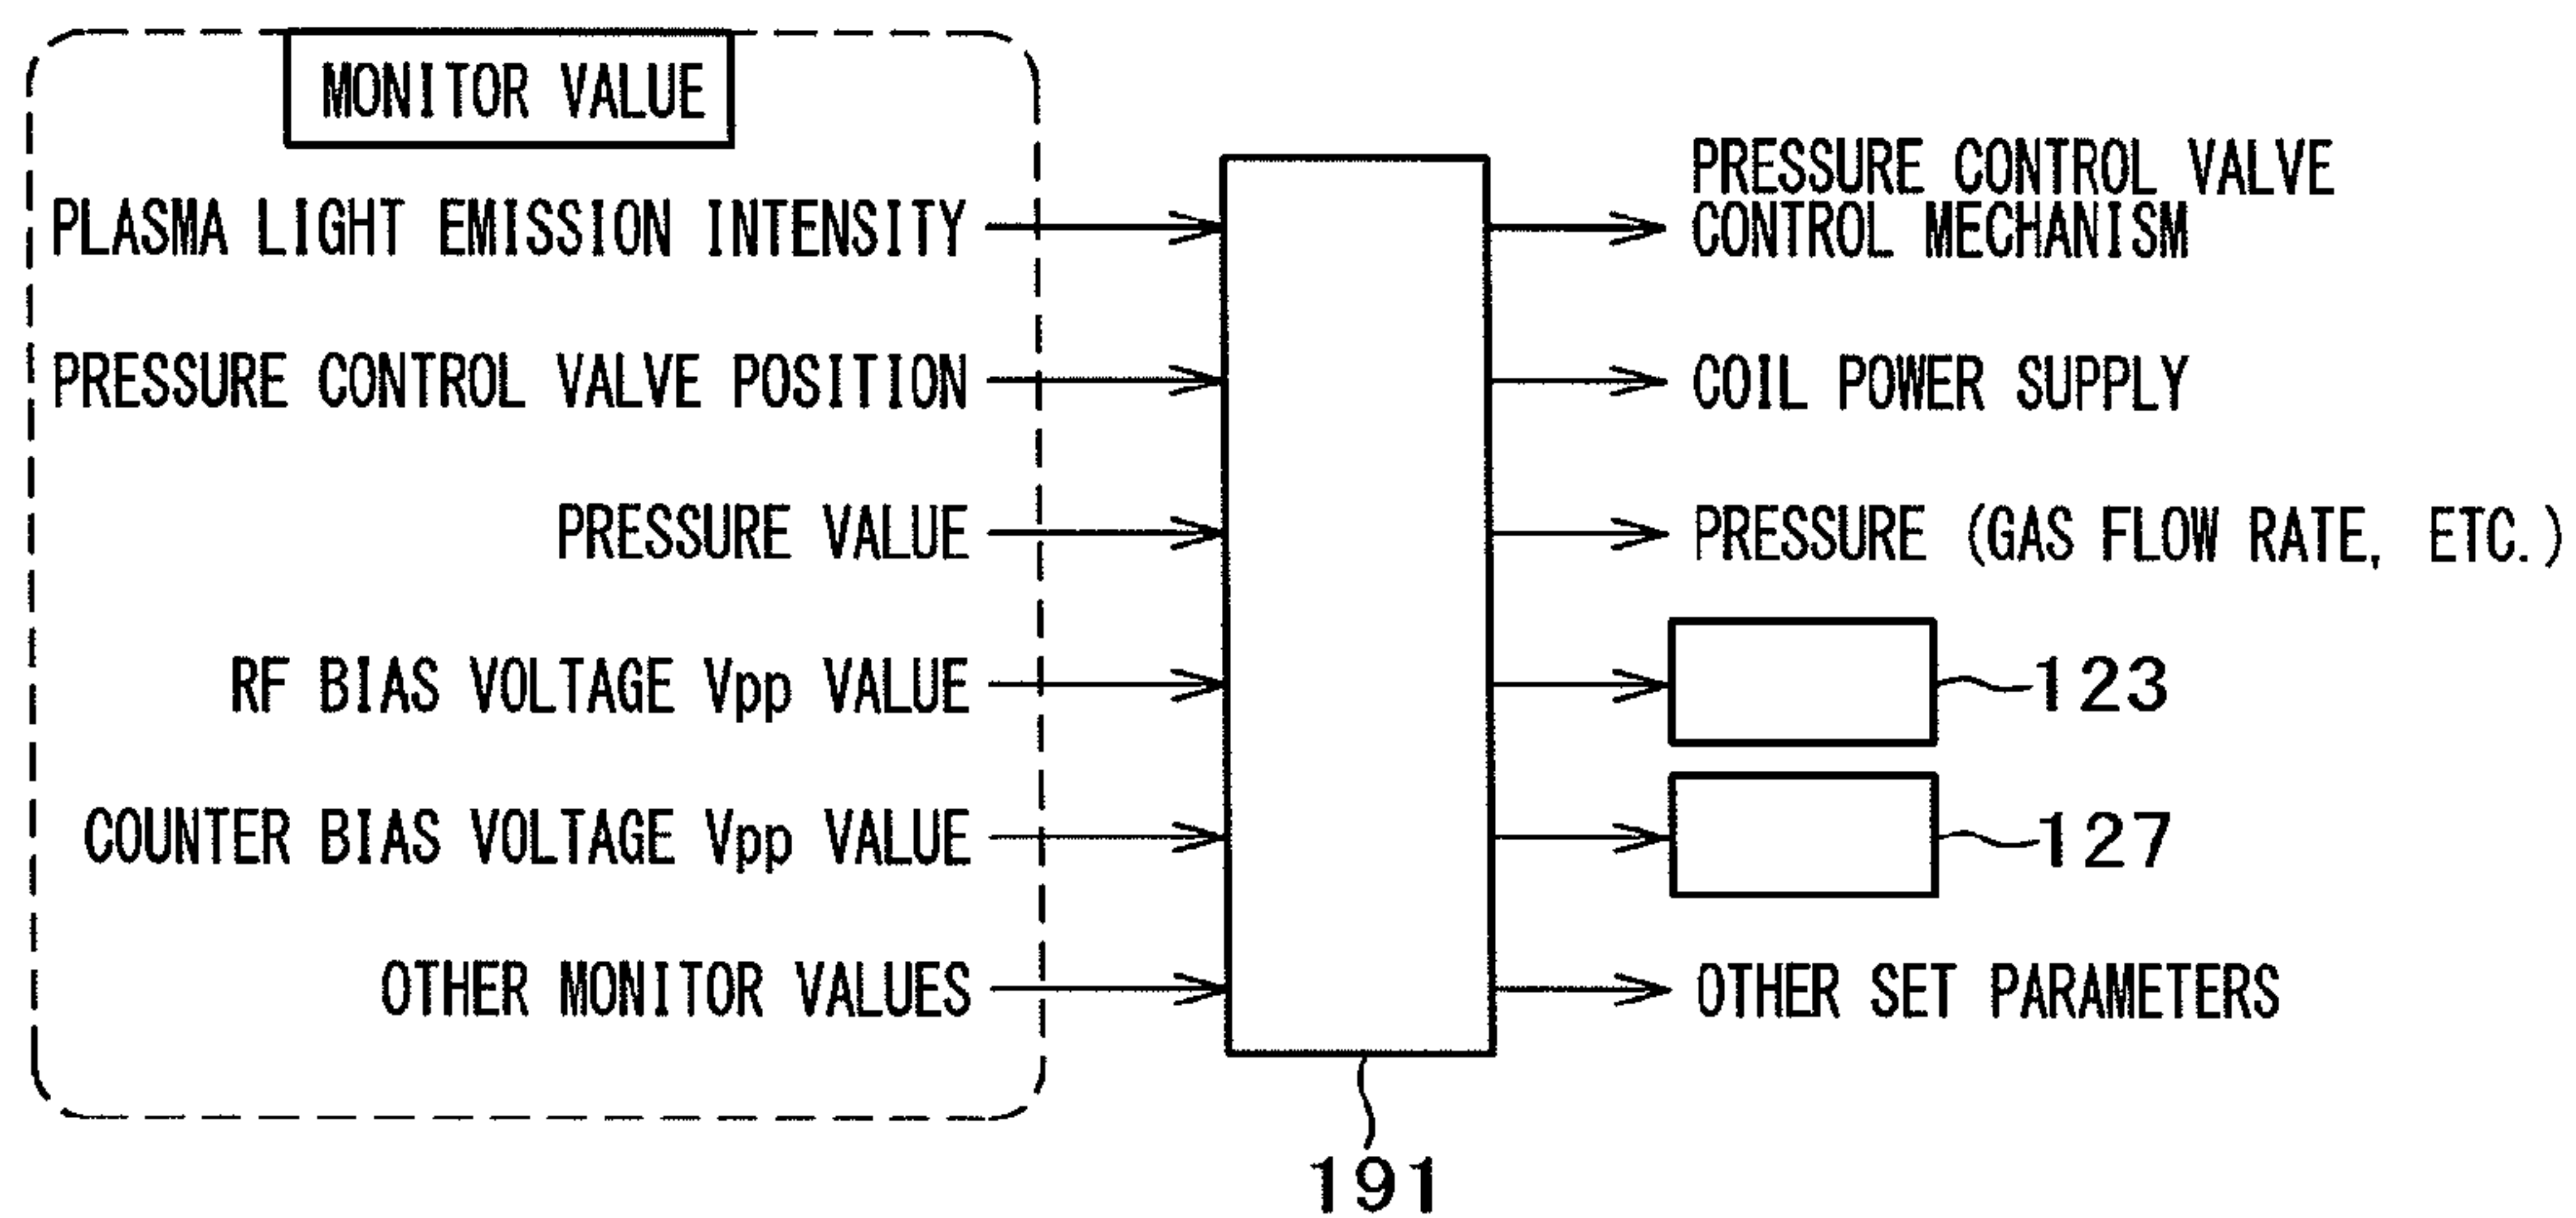 MONITOR VALUE
PLASMA LIGHT EMISSION INTENSITY
PRESSURE CONTROL VALVE POSITION
PRESSURE VALUE
RF BIAS VOLTAGE Vpp VALUE
COUNTER BIAS VOLTAGE Vpp VALUE
OTHER MONITOR VALUES
191
PRESSURE CONTROL VALVE
CONTROL MECHANISM
COIL POWER SUPPLY
PRESSURE (GAS FLOW RATE, ETC.)
123
127
OTHER SET PARAMETERS